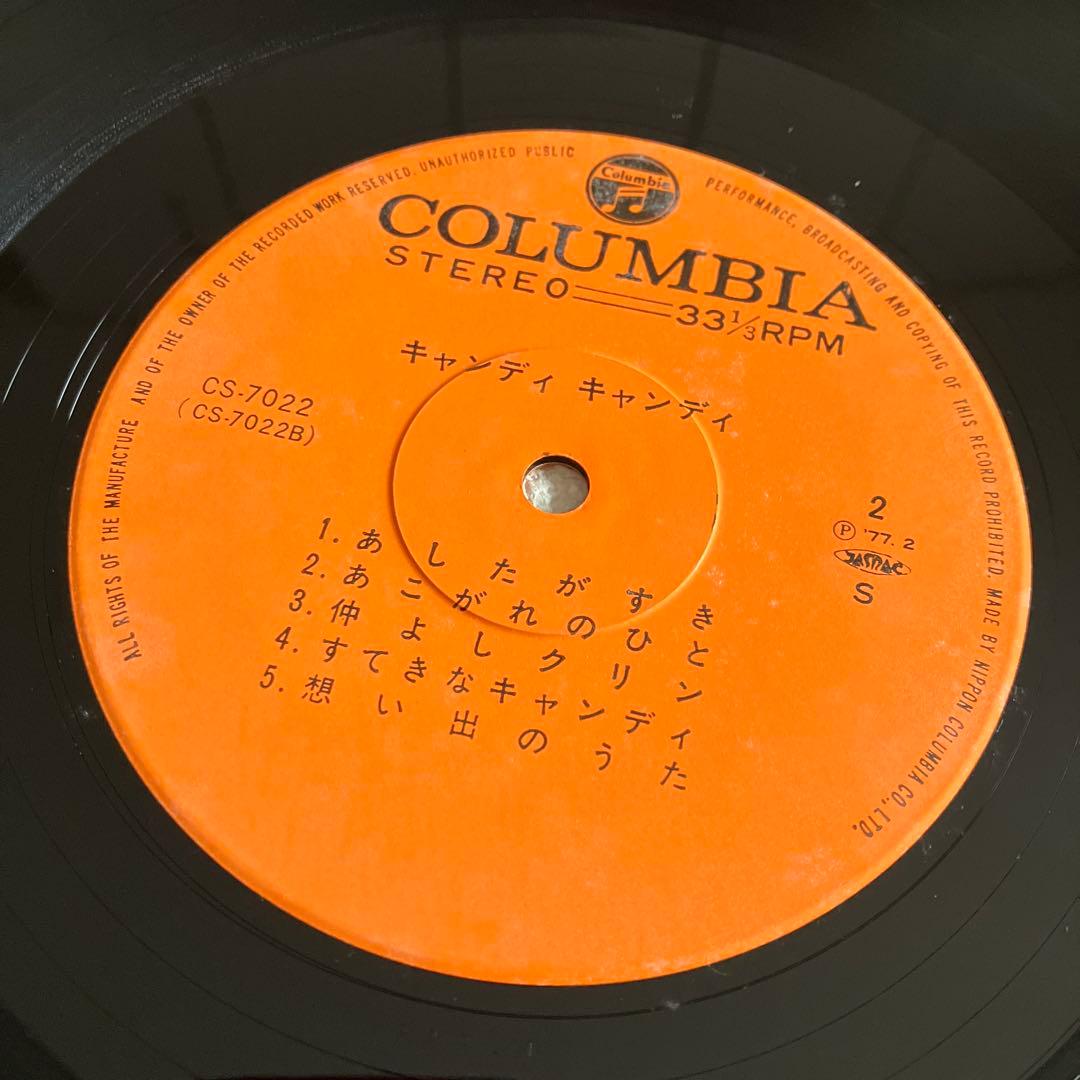 ALL RIGHTS OF THE MANUFACTURE AND OF THE OWNER OF THE RECORDED WORK RESERVED. UNAUTHORIZED PUBLIC PERFORMANCE, BROADCASTING AND COPYING OF THIS RECORD PROHIBITED. MADE BY NIPPON COLUMBIA CO., LTD.
Columbia
COLUMBIA
STEREO 33 1/3 RPM
キャンディ キャンディ
CS-7022
(CS-7022B)
2
Ⓟ '77. 2
JASRAC
S
1. あしたがすき
2. あこがれのひと
3. 仲よしクリン
4. すてきなキャンディ
5. 想い出のうた